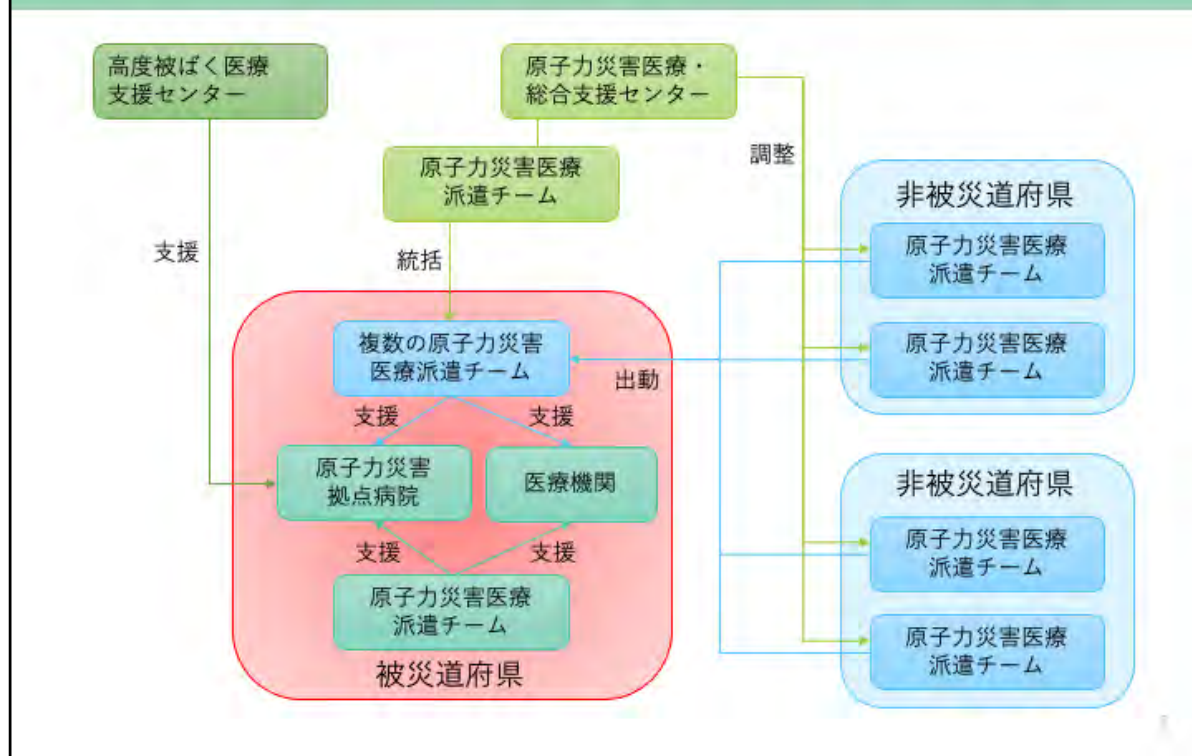 高度被ばく医療
支援センター
原子力災害医療・
総合支援センター
原子力災害医療
派遣チーム
調整
支援
統括
非被災道府県
原子力災害医療
派遣チーム
原子力災害医療
派遣チーム
複数の原子力災害
医療派遣チーム
出動
支援
支援
原子力災害
拠点病院
医療機関
支援
支援
原子力災害医療
派遣チーム
被災道府県
非被災道府県
原子力災害医療
派遣チーム
原子力災害医療
派遣チーム